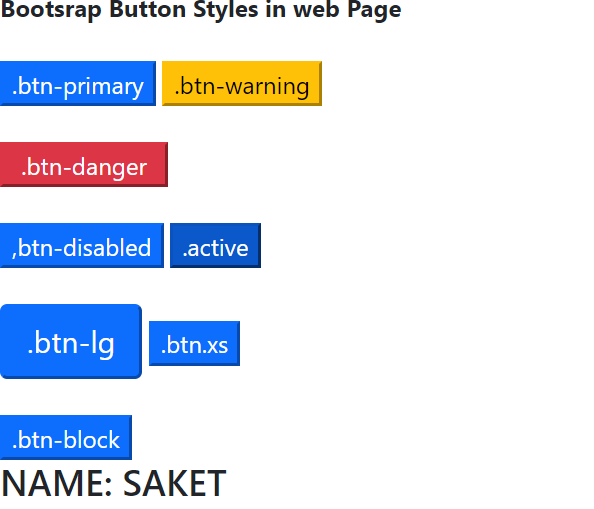 Bootsrap Button Styles in web Page
.btn-primary .btn-warning
.btn-danger
,btn-disabled .active
.btn-lg .btn.xs
.btn-block
NAME: SAKET